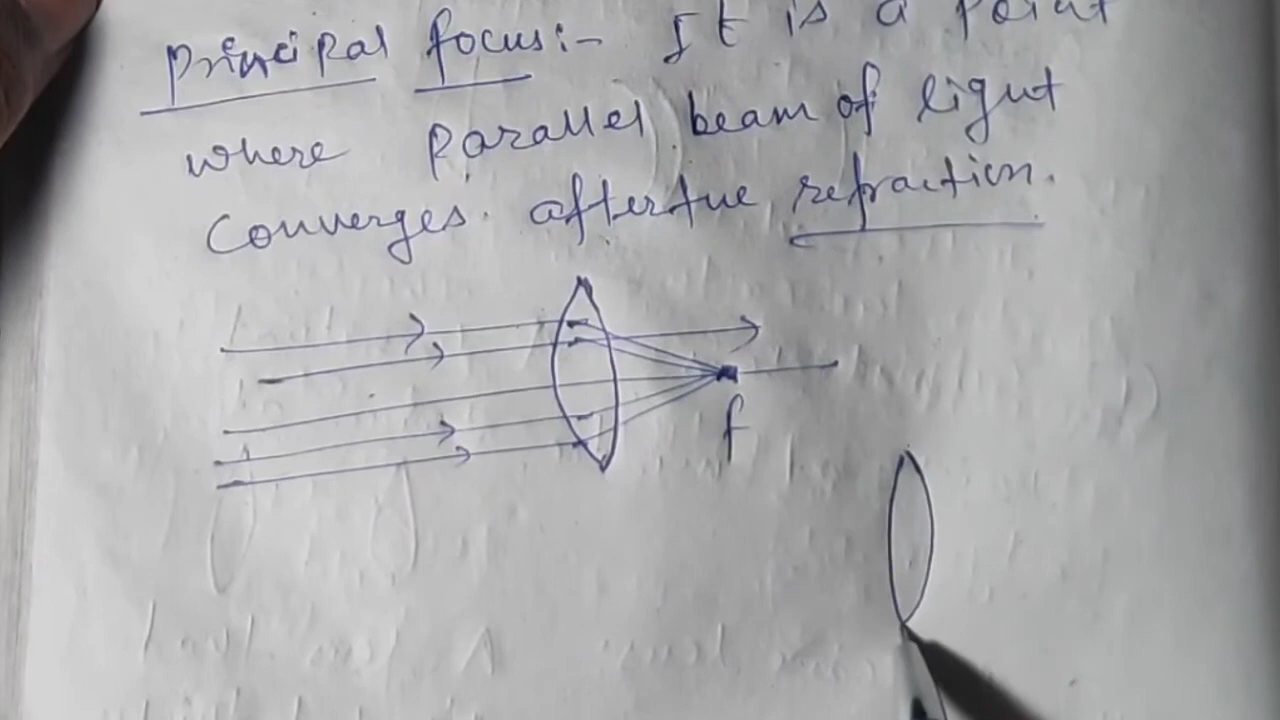 Principal focus:- It is a point
where parallel beam of light
converges. after the refraction.
f